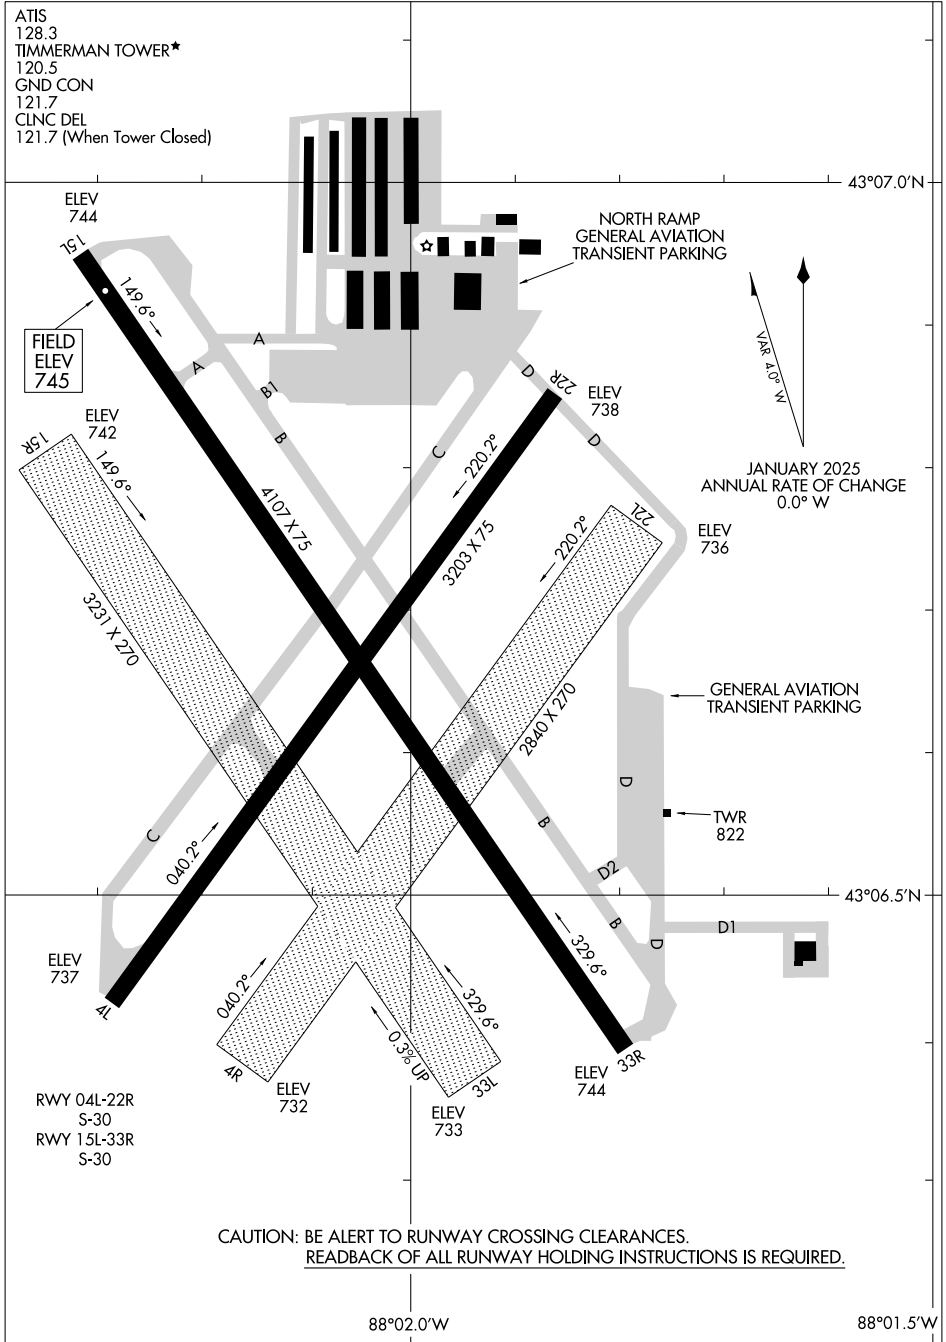 ATIS
128.3
TIMMERMAN TOWER★
120.5
GND CON
121.7
CLNC DEL
121.7 (When Tower Closed)
43°07.0'N
ELEV
744
15L
NORTH RAMP
GENERAL AVIATION
TRANSIENT PARKING
149.6°
FIELD
ELEV
745
A
A
B1
B
D
22R
ELEV
738
D
VAR 4.0° W
JANUARY 2025
ANNUAL RATE OF CHANGE
0.0° W
ELEV
742
15R
149.6°
C
220.2°
4107 X 75
3203 X 75
22L
220.2°
ELEV
736
3231 X 270
2840 X 270
GENERAL AVIATION
TRANSIENT PARKING
D
TWR
822
C
040.2°
B
D2
43°06.5'N
B
D
D1
329.6°
ELEV
737
4L
040.2°
329.6°
0.3% UP
4R
ELEV
732
33L
ELEV
733
33R
ELEV
744
RWY 04L-22R
S-30
RWY 15L-33R
S-30
CAUTION: BE ALERT TO RUNWAY CROSSING CLEARANCES.
READBACK OF ALL RUNWAY HOLDING INSTRUCTIONS IS REQUIRED.
88°02.0'W
88°01.5'W